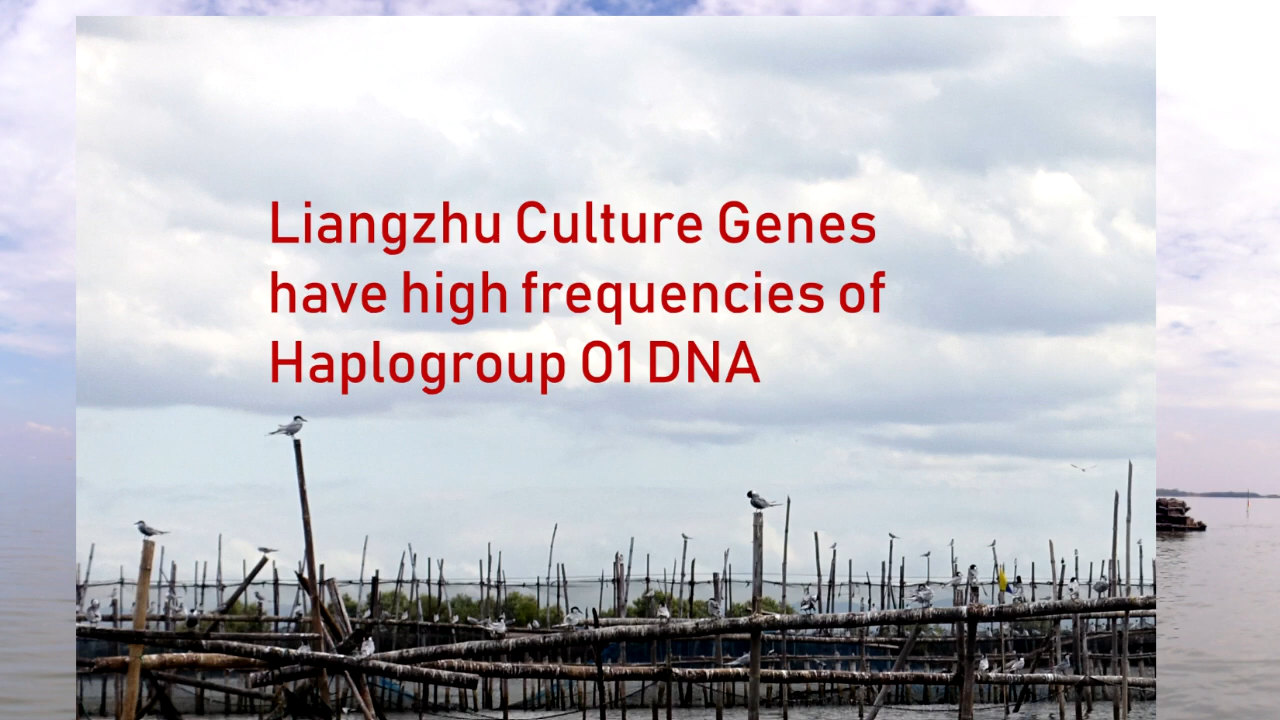 Liangzhu Culture Genes
have high frequencies of
Haplogroup O1 DNA